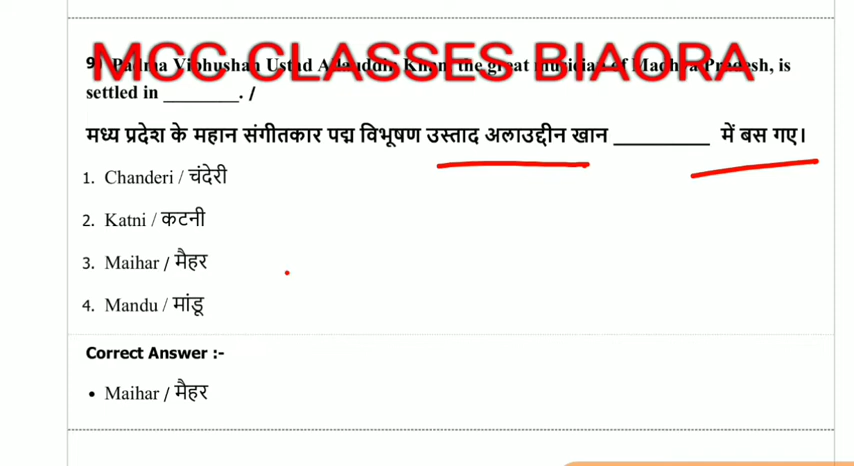 MCC CLASSES BIAORA
9) Padma Vibhushan Ustad Allauddin Khan, the great musician of Madhya Pradesh, is
settled in ________. /
मध्य प्रदेश के महान संगीतकार पद्म विभूषण उस्ताद अलाउद्दीन खान __________ में बस गए।
1. Chanderi / चंदेरी
2. Katni / कटनी
3. Maihar / मैहर
4. Mandu / मांडू
Correct Answer :-
• Maihar / मैहर